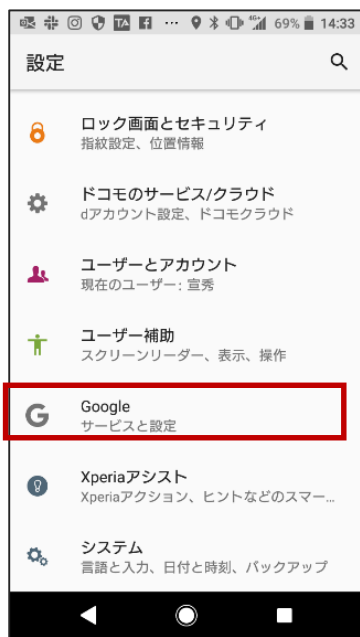 69% 14:33
設定
ロック画面とセキュリティ
指紋設定、位置情報
ドコモのサービス/クラウド
dアカウント設定、ドコモクラウド
ユーザーとアカウント
現在のユーザー: 宣秀
ユーザー補助
スクリーンリーダー、表示、操作
Google
サービスと設定
Xperiaアシスト
Xperiaアクション、ヒントなどのスマー...
システム
言語と入力、日付と時刻、バックアップ